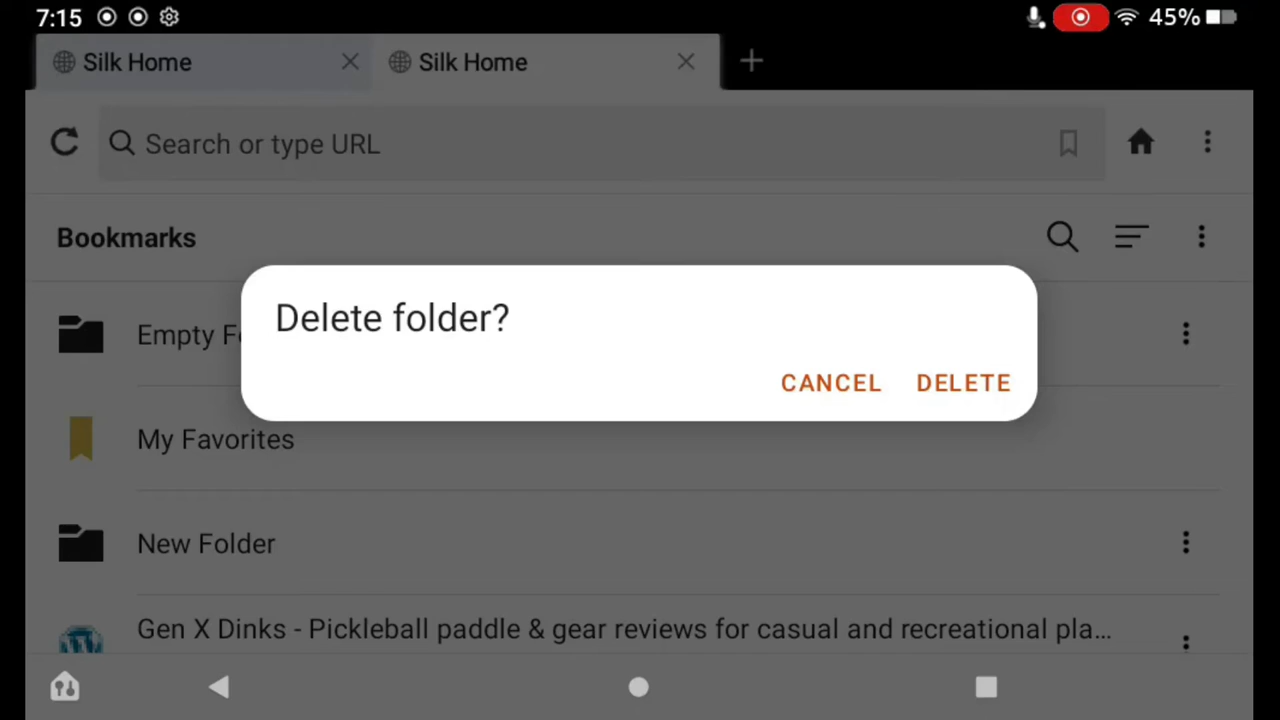 7:15
45%
Silk Home
Silk Home
Search or type URL
Bookmarks
Delete folder?
Empty F
CANCEL DELETE
My Favorites
New Folder
Gen X Dinks - Pickleball paddle & gear reviews for casual and recreational pla...